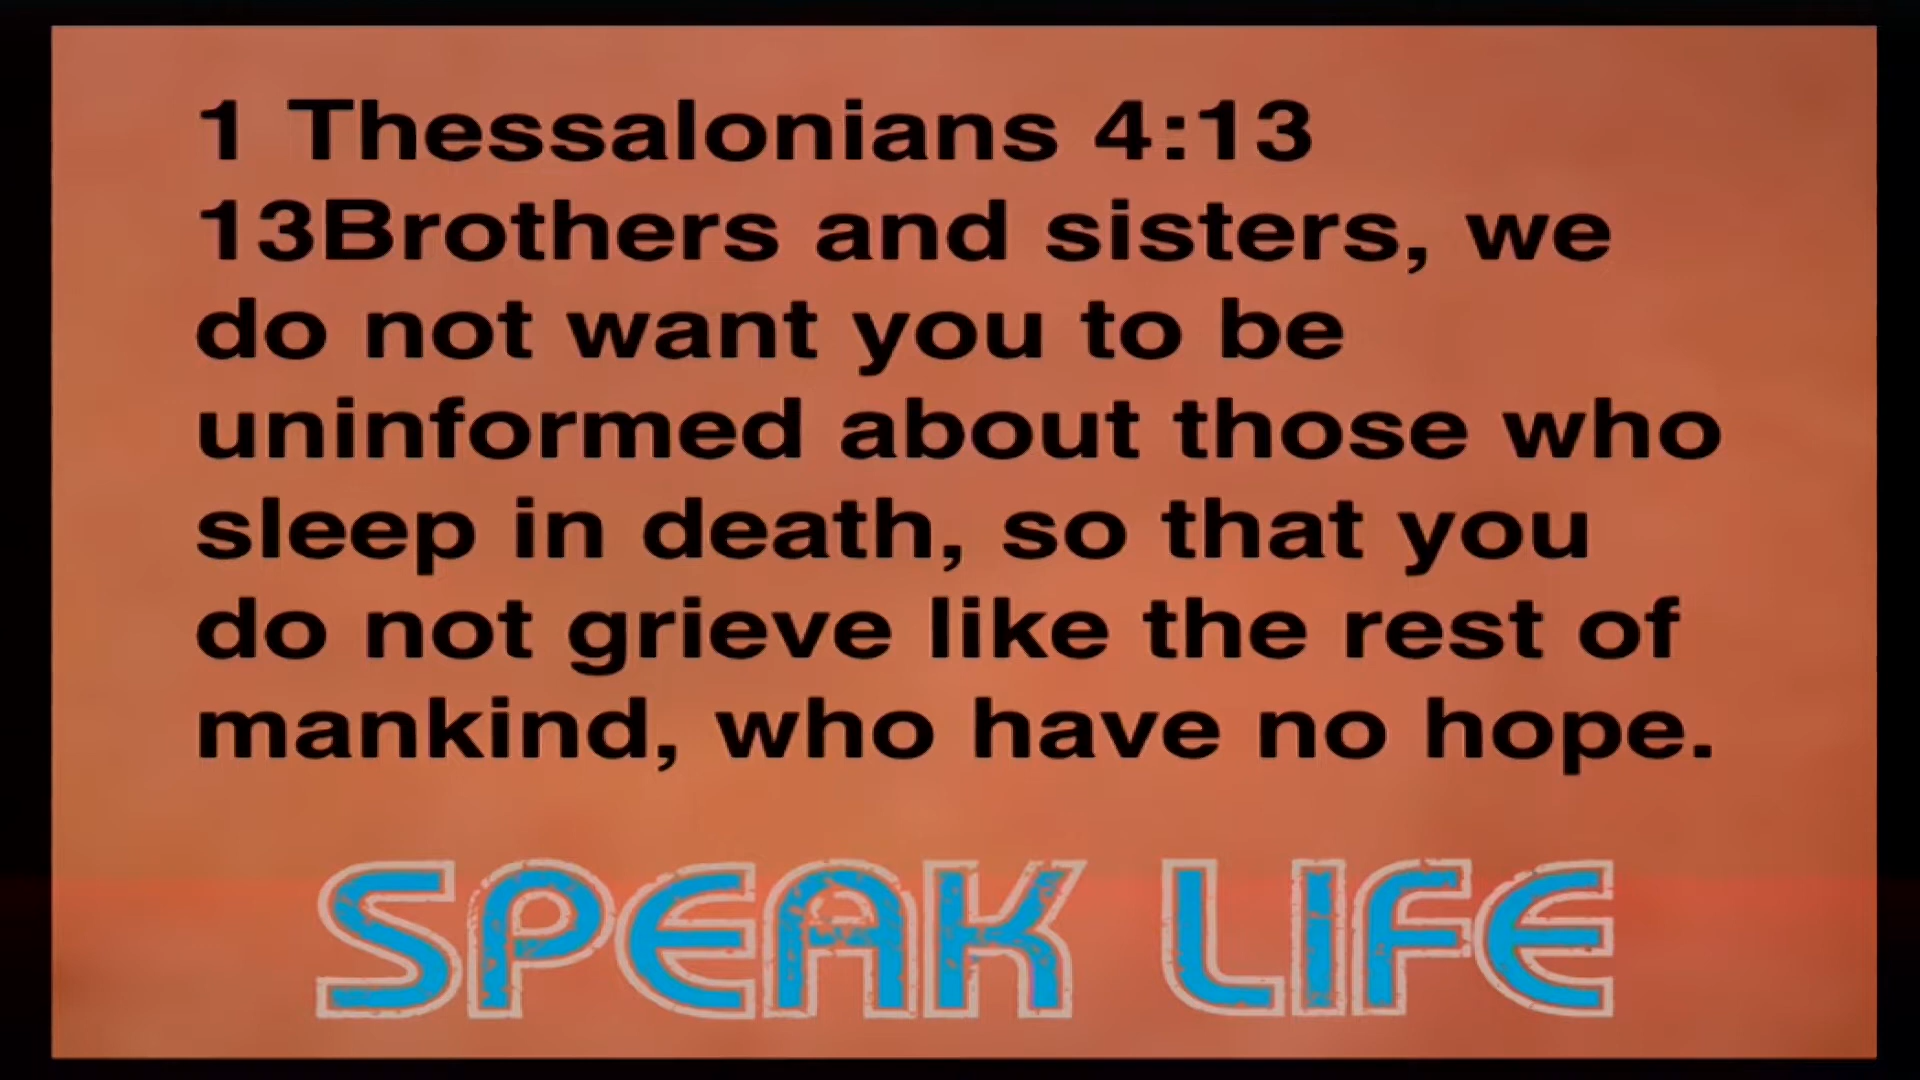 1 Thessalonians 4:13
13Brothers and sisters, we
do not want you to be
uninformed about those who
sleep in death, so that you
do not grieve like the rest of
mankind, who have no hope.
SPEAK LIFE